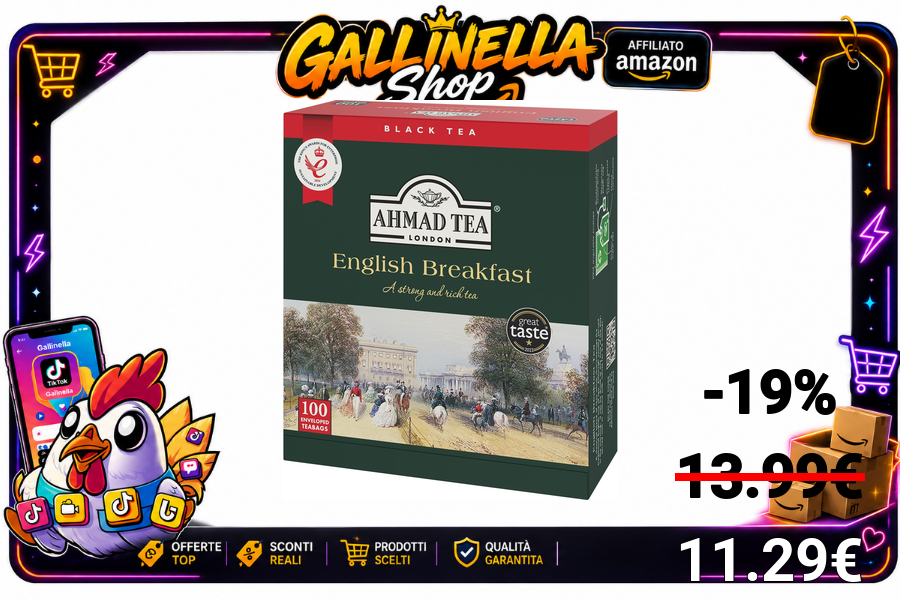 GALLINELLA
Shop
AFFILIATO
amazon
BLACK TEA
AHMAD TEA®
LONDON
English Breakfast
A strong and rich tea
great
taste
100
ENVELOPED
TEABAGS
Gallinella
TikTok
Gallinella
-19%
13.99€
11.29€
OFFERTE
TOP
SCONTI
REALI
PRODOTTI
SCELTI
QUALITÀ
GARANTITA